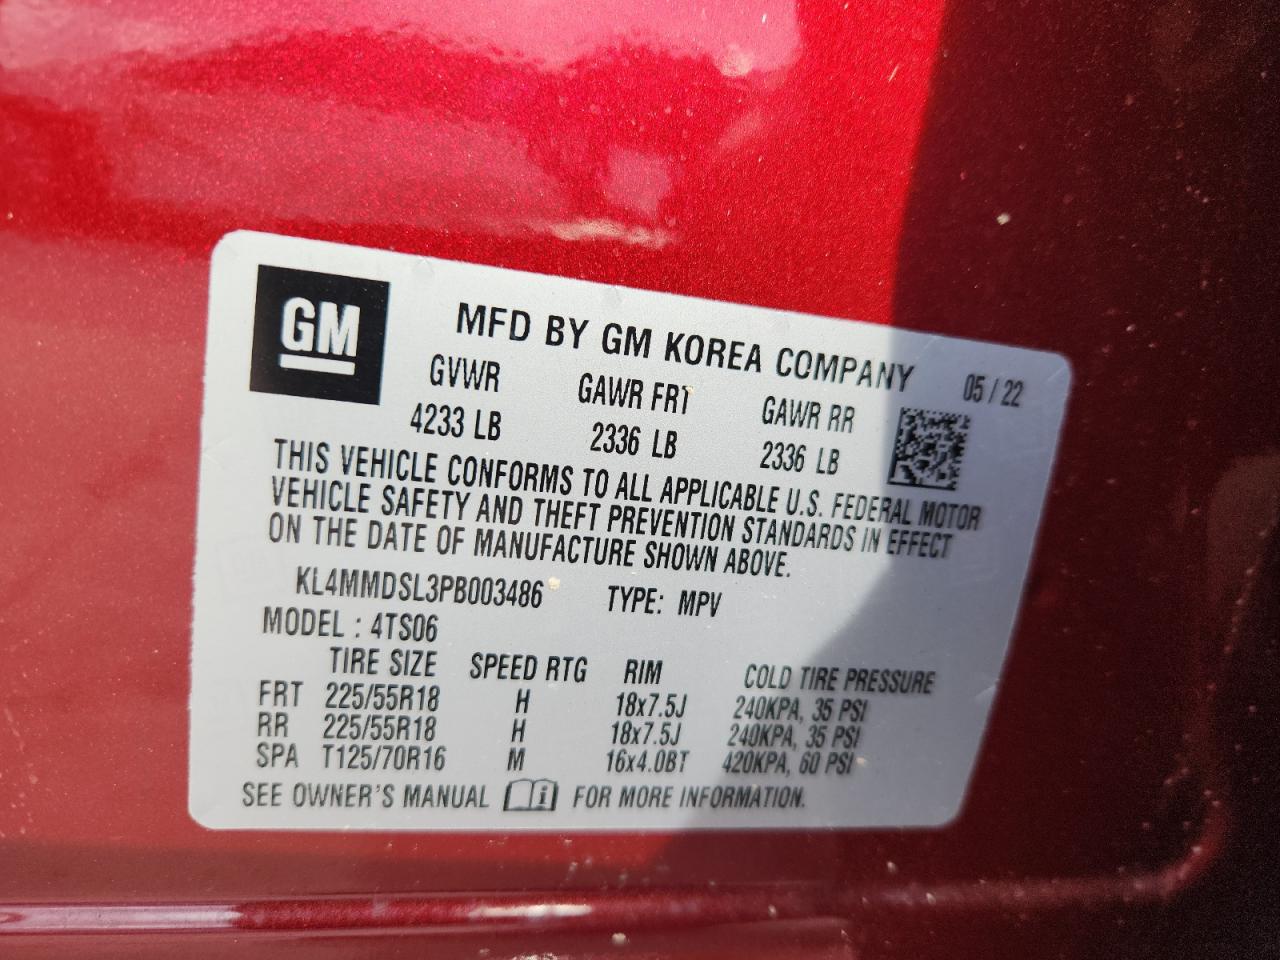 GM
MFD BY GM KOREA COMPANY 05 / 22
GVWR GAWR FRT GAWR RR
4233 LB 2336 LB 2336 LB
THIS VEHICLE CONFORMS TO ALL APPLICABLE U.S. FEDERAL MOTOR
VEHICLE SAFETY AND THEFT PREVENTION STANDARDS IN EFFECT
ON THE DATE OF MANUFACTURE SHOWN ABOVE.
KL4MMDSL3PB003486 TYPE: MPV
MODEL : 4TS06
TIRE SIZE SPEED RTG RIM COLD TIRE PRESSURE
FRT 225/55R18 H 18x7.5J 240KPA, 35 PSI
RR 225/55R18 H 18x7.5J 240KPA, 35 PSI
SPA T125/70R16 M 16x4.0BT 420KPA, 60 PSI
SEE OWNER'S MANUAL i FOR MORE INFORMATION.